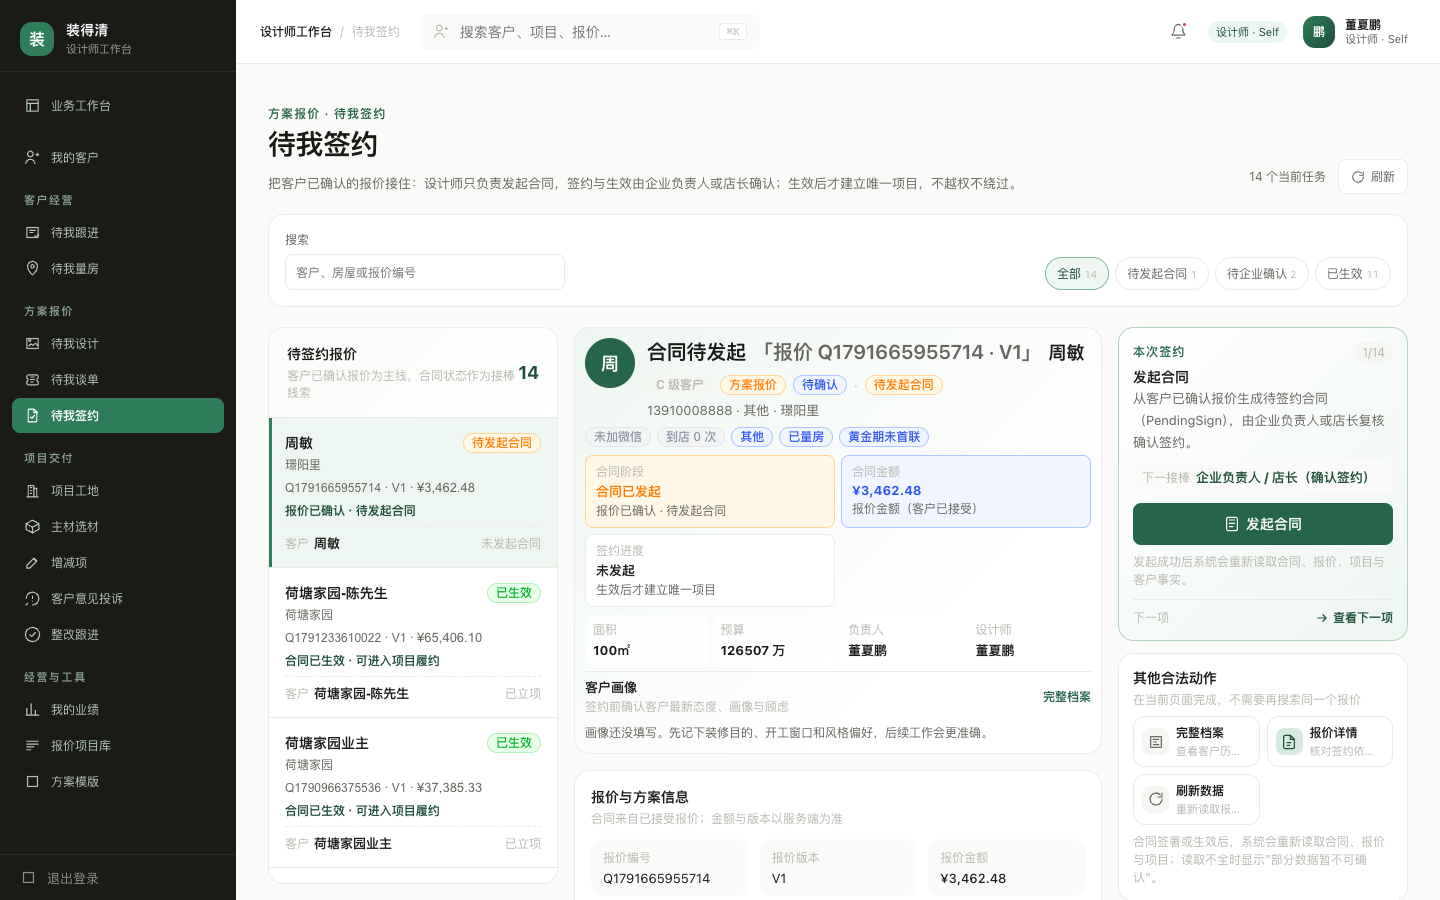 装
装得清
设计师工作台
业务工作台
我的客户
客户经营
待我跟进
待我量房
方案报价
待我设计
待我谈单
待我签约
项目交付
项目工地
主材选材
增减项
客户意见投诉
整改跟进
经营与工具
我的业绩
报价项目库
方案模版
退出登录
设计师工作台 / 待我签约
搜索客户、项目、报价...
⌘K
设计师 · Self
鹏
董夏鹏
设计师 · Self
方案报价 · 待我签约
待我签约
把客户已确认的报价接住：设计师只负责发起合同，签约与生效由企业负责人或店长确认；生效后才建立唯一项目，不越权不绕过。
14 个当前任务
刷新
搜索
客户、房屋或报价编号
全部 14
待发起合同 1
待企业确认 2
已生效 11
待签约报价
客户已确认报价为主线，合同状态作为接棒线索
14
周敏
待发起合同
璟阳里
Q1791665955714 · V1 · ¥3,462.48
报价已确认 · 待发起合同
客户 周敏
未发起合同
荷塘家园-陈先生
已生效
荷塘家园
Q1791233610022 · V1 · ¥65,406.10
合同已生效 · 可进入项目履约
客户 荷塘家园-陈先生
已立项
荷塘家园业主
已生效
荷塘家园
Q1790966375536 · V1 · ¥37,385.33
合同已生效 · 可进入项目履约
客户 荷塘家园业主
已立项
周
合同待发起 「报价 Q1791665955714 · V1」 周敏
C 级客户 方案报价 待确认 · 待发起合同
13910008888 · 其他 · 璟阳里
未加微信 到店 0 次 其他 已量房 黄金期未首联
合同阶段
合同已发起
报价已确认 · 待发起合同
合同金额
¥3,462.48
报价金额（客户已接受）
签约进度
未发起
生效后才建立唯一项目
面积
100㎡
预算
126507 万
负责人
董夏鹏
设计师
董夏鹏
客户画像
签约前确认客户最新态度、画像与顾虑
完整档案
画像还没填写。先记下装修目的、开工窗口和风格偏好，后续工作会更准确。
报价与方案信息
合同来自已接受报价；金额与版本以服务端为准
报价编号
Q1791665955714
报价版本
V1
报价金额
¥3,462.48
本次签约
1/14
发起合同
从客户已确认报价生成待签约合同
（PendingSign），由企业负责人或店长复核
确认签约。
下一接棒 企业负责人 / 店长（确认签约）
发起合同
发起成功后系统会重新读取合同、报价、项目与
客户事实。
下一项
→ 查看下一项
其他合法动作
在当前页面完成，不需要再搜索同一个报价
完整档案
查看客户历...
报价详情
核对签约依...
刷新数据
重新读取报...
合同签署或生效后，系统会重新读取合同、报价
与项目；读取不全时显示"部分数据暂不可确
认"。